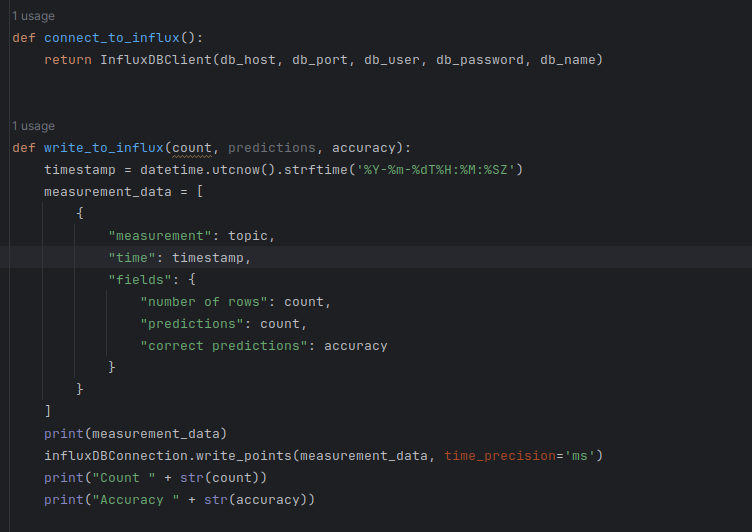 1 usage
def connect_to_influx():
    return InfluxDBClient(db_host, db_port, db_user, db_password, db_name)
1 usage
def write_to_influx(count, predictions, accuracy):
    timestamp = datetime.utcnow().strftime('%Y-%m-%dT%H:%M:%SZ')
    measurement_data = [
        {
            "measurement": topic,
            "time": timestamp,
            "fields": {
                "number of rows": count,
                "predictions": count,
                "correct predictions": accuracy
            }
        }
    ]
    print(measurement_data)
    influxDBConnection.write_points(measurement_data, time_precision='ms')
    print("Count " + str(count))
    print("Accuracy " + str(accuracy))